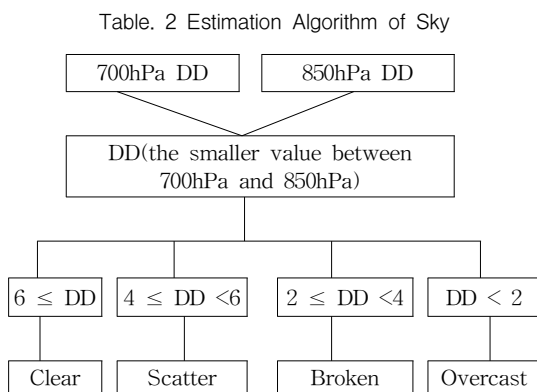 Table. 2 Estimation Algorithm of Sky
700hPa DD
850hPa DD
DD(the smaller value between
700hPa and 850hPa)
6 ≤ DD
4 ≤ DD <6
2 ≤ DD <4
DD < 2
Clear
Scatter
Broken
Overcast